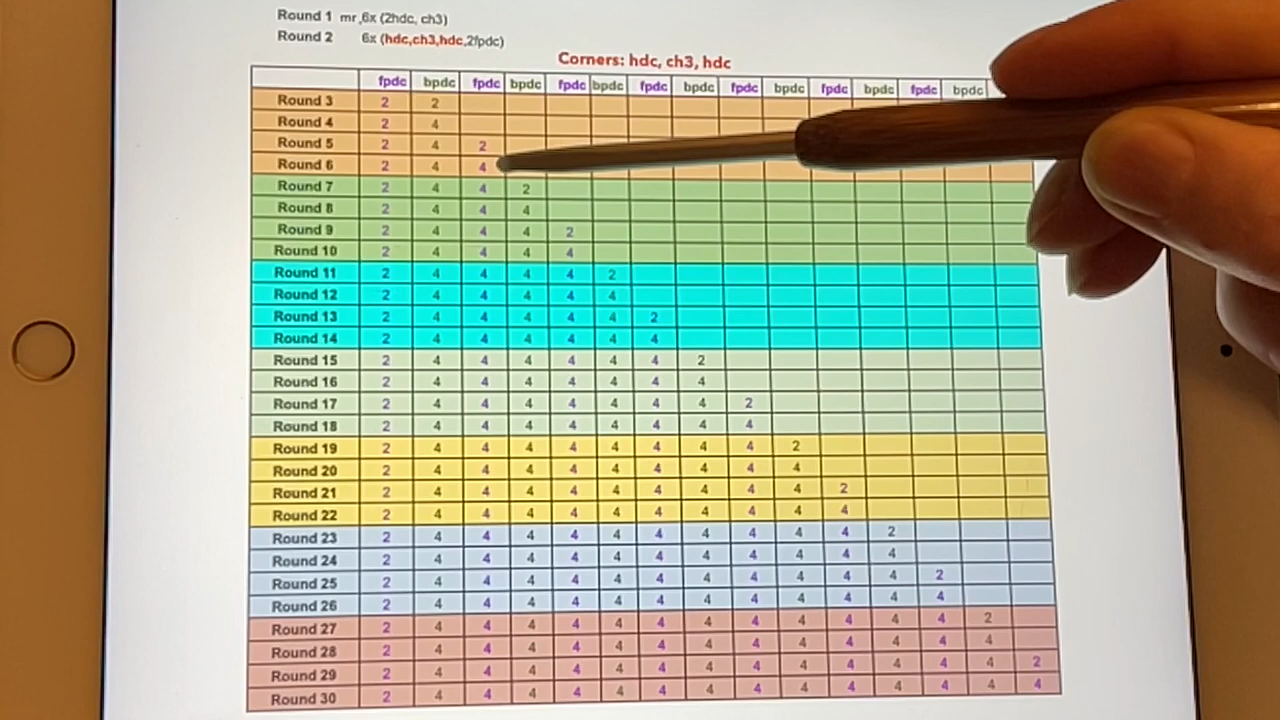 Round 1 mr,6x (2hdc, ch3)
Round 2 6x (hdc,ch3,hdc,2fpdc)
Corners: hdc, ch3, hdc
fpdc bpdc fpdc bpdc fpdc bpdc fpdc bpdc fpdc bpdc fpdc bpdc fpdc bpdc
Round 3 2 2
Round 4 2 4
Round 5 2 4 2
Round 6 2 4 4
Round 7 2 4 4 2
Round 8 2 4 4 4
Round 9 2 4 4 4 2
Round 10 2 4 4 4 4
Round 11 2 4 4 4 4 2
Round 12 2 4 4 4 4 4
Round 13 2 4 4 4 4 4 2
Round 14 2 4 4 4 4 4 4
Round 15 2 4 4 4 4 4 4 2
Round 16 2 4 4 4 4 4 4 4
Round 17 2 4 4 4 4 4 4 4 2
Round 18 2 4 4 4 4 4 4 4 4
Round 19 2 4 4 4 4 4 4 4 4 2
Round 20 2 4 4 4 4 4 4 4 4 4
Round 21 2 4 4 4 4 4 4 4 4 4 2
Round 22 2 4 4 4 4 4 4 4 4 4 4
Round 23 2 4 4 4 4 4 4 4 4 4 4 2
Round 24 2 4 4 4 4 4 4 4 4 4 4 4
Round 25 2 4 4 4 4 4 4 4 4 4 4 4 2
Round 26 2 4 4 4 4 4 4 4 4 4 4 4 4
Round 27 2 4 4 4 4 4 4 4 4 4 4 4 4 2
Round 28 2 4 4 4 4 4 4 4 4 4 4 4 4 4
Round 29 2 4 4 4 4 4 4 4 4 4 4 4 4 4 2
Round 30 2 4 4 4 4 4 4 4 4 4 4 4 4 4 4